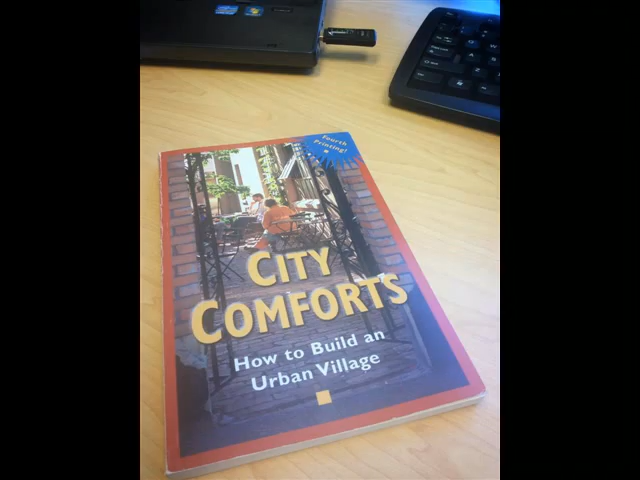 Fourth
Printing!
CITY
COMFORTS
How to Build an
Urban Village